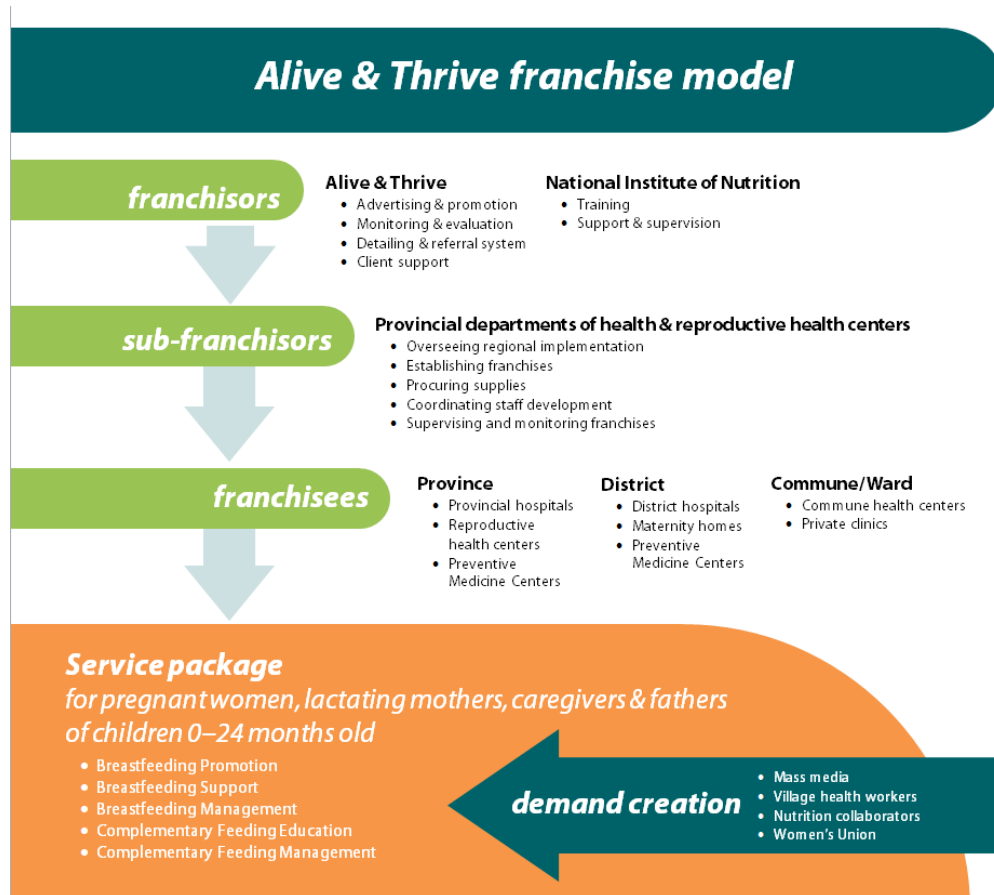 Alive & Thrive franchise model
franchisors
Alive & Thrive
• Advertising & promotion
• Monitoring & evaluation
• Detailing & referral system
• Client support
National Institute of Nutrition
• Training
• Support & supervision
sub-franchisors
Provincial departments of health & reproductive health centers
• Overseeing regional implementation
• Establishing franchises
• Procuring supplies
• Coordinating staff development
• Supervising and monitoring franchises
franchisees
Province
• Provincial hospitals
• Reproductive
health centers
• Preventive
Medicine Centers
District
• District hospitals
• Maternity homes
• Preventive
Medicine Centers
Commune/Ward
• Commune health centers
• Private clinics
Service package
for pregnant women, lactating mothers, caregivers & fathers
of children 0–24 months old
• Breastfeeding Promotion
• Breastfeeding Support
• Breastfeeding Management
• Complementary Feeding Education
• Complementary Feeding Management
demand creation
• Mass media
• Village health workers
• Nutrition collaborators
• Women's Union